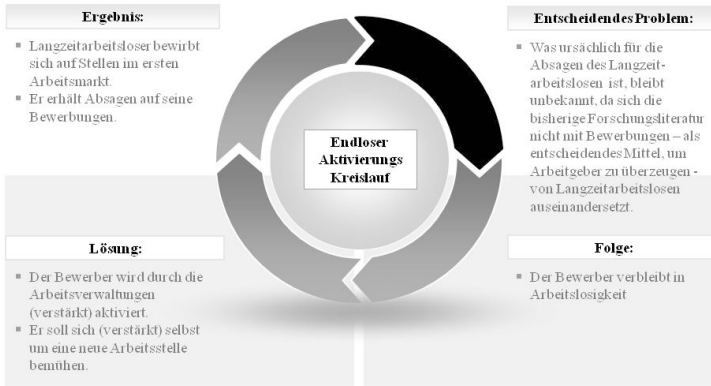 Ergebnis:
▪ Langzeitarbeitsloser bewirbt
sich auf Stellen im ersten
Arbeitsmarkt.
▪ Er erhält Absagen auf seine
Bewerbungen.
Entscheidendes Problem:
▪ Was ursächlich für die
Absagen des Langzeit-
arbeitslosen ist, bleibt
unbekannt, da sich die
bisherige Forschungsliteratur
nicht mit Bewerbungen – als
entscheidendes Mittel, um
Arbeitgeber zu überzeugen -
von Langzeitarbeitslosen
auseinandersetzt.
Endloser
Aktivierungs
Kreislauf
Lösung:
▪ Der Bewerber wird durch die
Arbeitsverwaltungen
(verstärkt) aktiviert.
▪ Er soll sich (verstärkt) selbst
um eine neue Arbeitsstelle
bemühen.
Folge:
▪ Der Bewerber verbleibt in
Arbeitslosigkeit